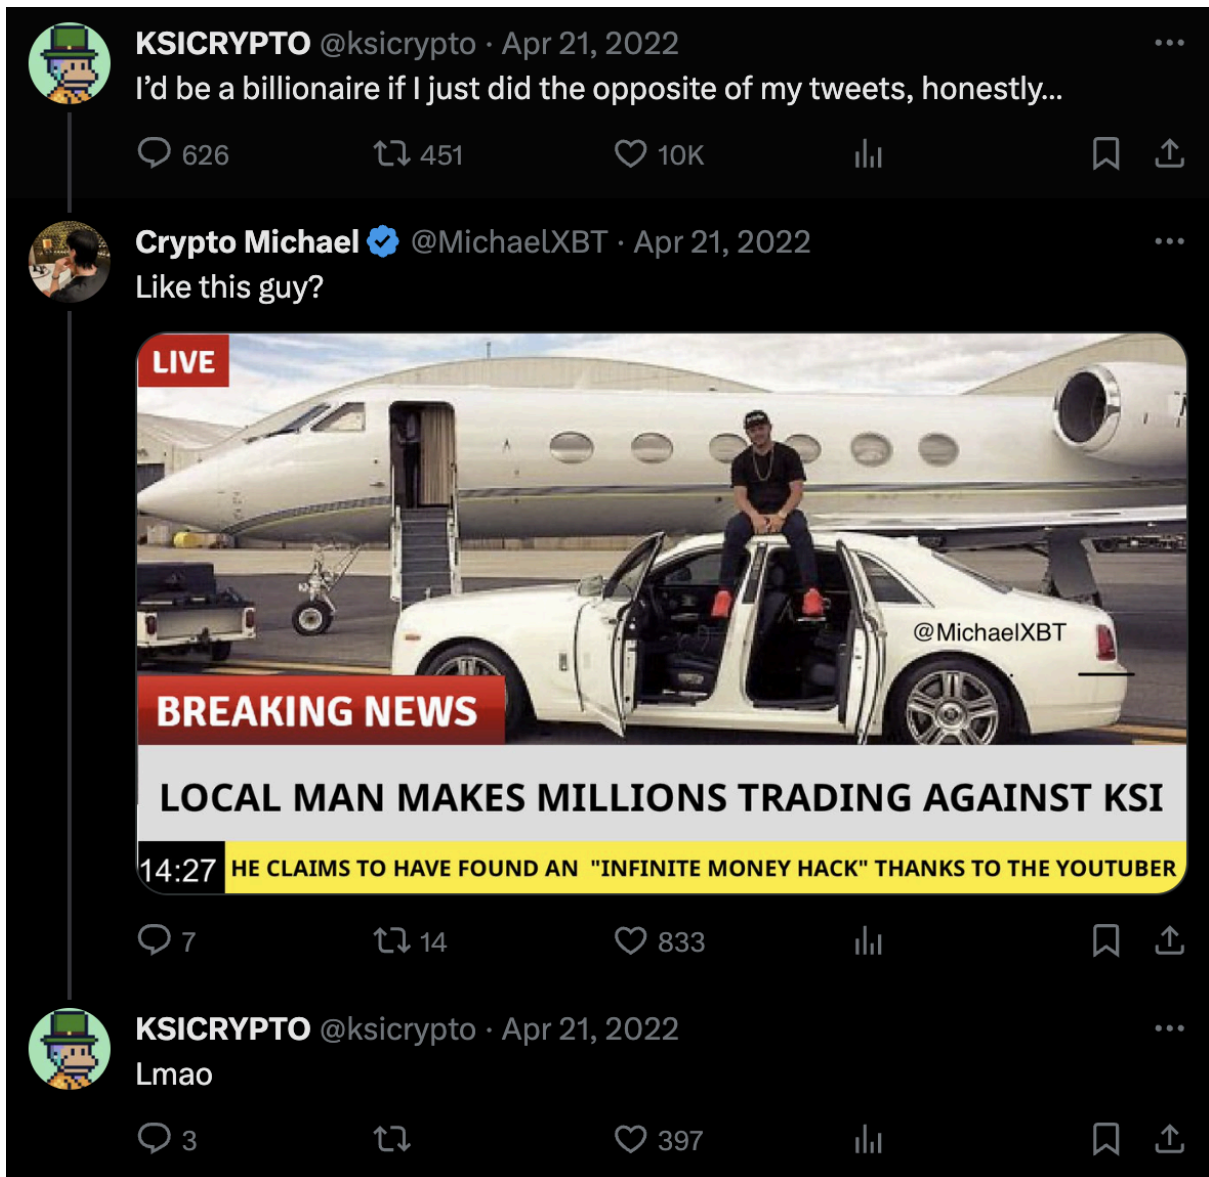 KSICRYPTO @ksicrypto · Apr 21, 2022
I’d be a billionaire if I just did the opposite of my tweets, honestly...
626 451 10K
Crypto Michael @MichaelXBT · Apr 21, 2022
Like this guy?
LIVE
@MichaelXBT
BREAKING NEWS
LOCAL MAN MAKES MILLIONS TRADING AGAINST KSI
14:27 HE CLAIMS TO HAVE FOUND AN "INFINITE MONEY HACK" THANKS TO THE YOUTUBER
7 14 833
KSICRYPTO @ksicrypto · Apr 21, 2022
Lmao
3 397